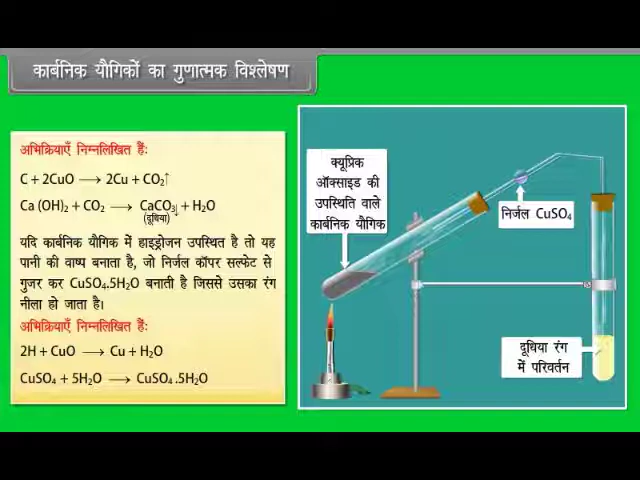 कार्बनिक यौगिकों का गुणात्मक विश्लेषण
अभिक्रियाएँ निम्नलिखित हैं:
C + 2CuO ⟶ 2Cu + CO₂↑
Ca (OH)₂ + CO₂ ⟶ CaCO₃↓ + H₂O
(दूधिया)
यदि कार्बनिक यौगिक में हाइड्रोजन उपस्थित है तो यह
पानी की वाष्प बनाता है, जो निर्जल कॉपर सल्फेट से
गुजर कर CuSO₄.5H₂O बनाती है जिससे उसका रंग
नीला हो जाता है।
अभिक्रियाएँ निम्नलिखित हैं:
2H + CuO ⟶ Cu + H₂O
CuSO₄ + 5H₂O ⟶ CuSO₄.5H₂O
क्यूप्रिक
ऑक्साइड की
उपस्थिति वाले
कार्बनिक यौगिक
निर्जल CuSO₄
दूधिया रंग
में परिवर्तन